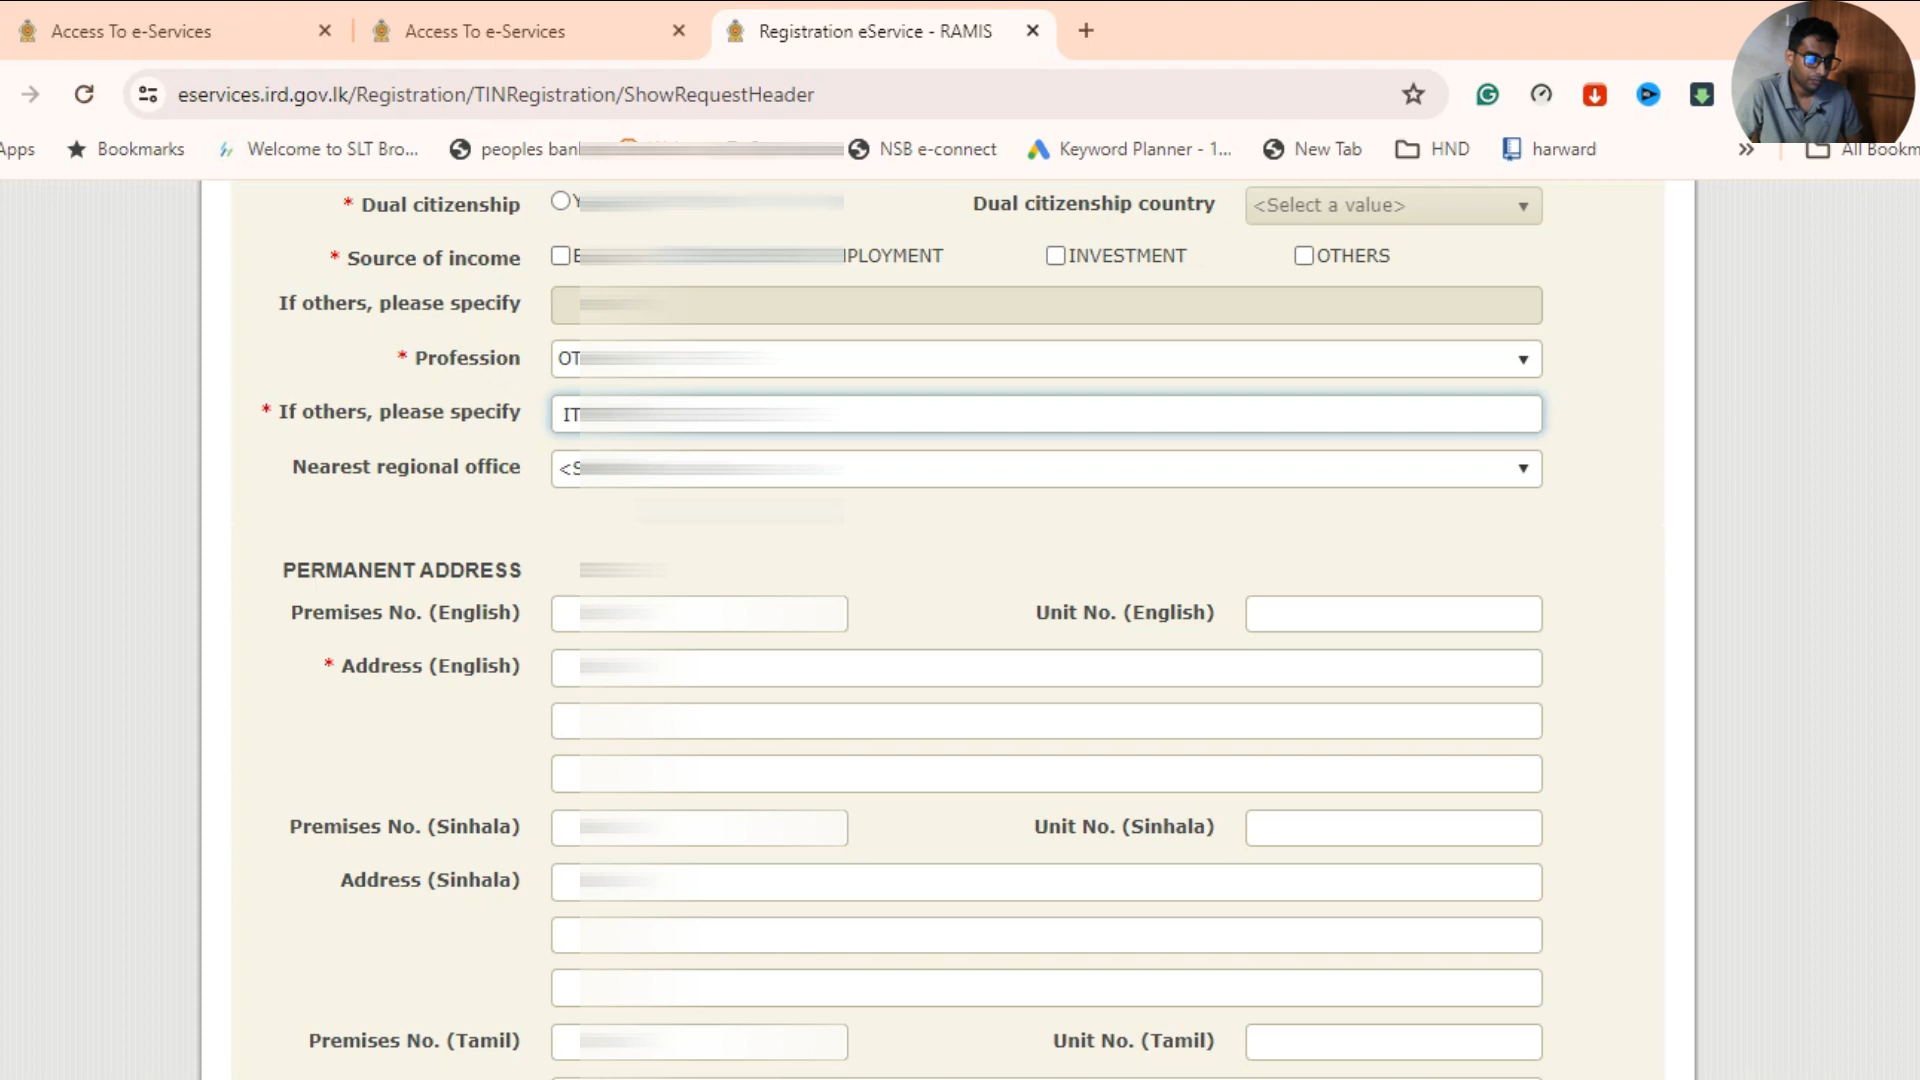 Access To e-Services
Access To e-Services
Registration eService - RAMIS
eservices.ird.gov.lk/Registration/TINRegistration/ShowRequestHeader
Apps
Bookmarks
Welcome to SLT Bro...
peoples ban
NSB e-connect
Keyword Planner - 1...
New Tab
HND
harward
All Bookm
* Dual citizenship
Dual citizenship country
<Select a value>
* Source of income
PLOYMENT
INVESTMENT
OTHERS
If others, please specify
* Profession
OT
* If others, please specify
IT
Nearest regional office
<S
PERMANENT ADDRESS
Premises No. (English)
Unit No. (English)
* Address (English)
Premises No. (Sinhala)
Unit No. (Sinhala)
Address (Sinhala)
Premises No. (Tamil)
Unit No. (Tamil)